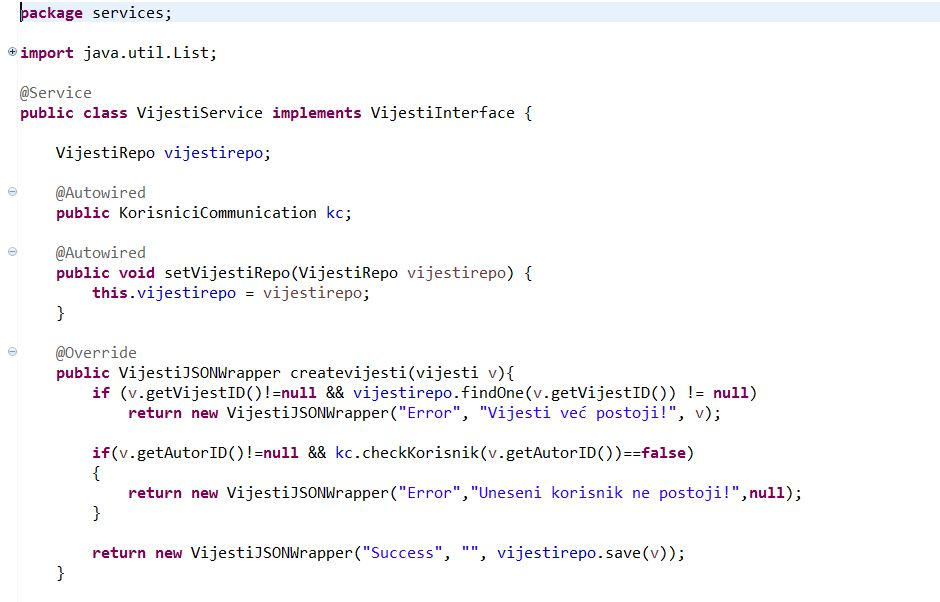 package services;
import java.util.List;
@Service
public class VijestiService implements VijestiInterface {
VijestiRepo vijestirepo;
@Autowired
public KorisniciCommunication kc;
@Autowired
public void setVijestiRepo(VijestiRepo vijestirepo) {
this.vijestirepo = vijestirepo;
}
@Override
public VijestiJSONWrapper createvijesti(vijesti v){
if (v.getVijestID()!=null && vijestirepo.findOne(v.getVijestID()) != null)
return new VijestiJSONWrapper("Error", "Vijesti već postoji!", v);
if(v.getAutorID()!=null && kc.checkKorisnik(v.getAutorID())==false)
{
return new VijestiJSONWrapper("Error","Uneseni korisnik ne postoji!",null);
}
return new VijestiJSONWrapper("Success", "", vijestirepo.save(v));
}